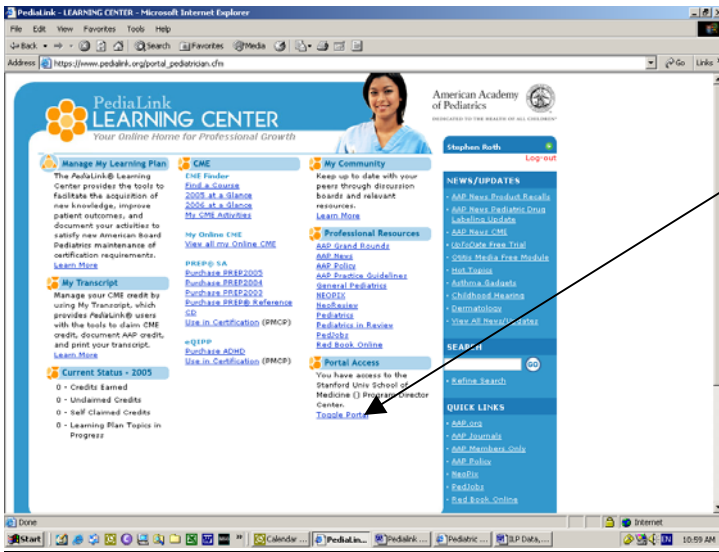 PediaLink - LEARNING CENTER - Microsoft Internet Explorer
File Edit View Favorites Tools Help
Back Search Favorites Media
Address https://www.pedialink.org/portal_pediatrician.cfm Go Links
PediaLink
LEARNING CENTER
Your Online Home for Professional Growth
American Academy
of Pediatrics
DEDICATED TO THE HEALTH OF ALL CHILDREN
Manage My Learning Plan
The PediaLink® Learning
Center provides the tools to
facilitate the acquisition of
new knowledge, improve
patient outcomes, and
document your activities to
satisfy new American Board
Pediatrics maintenance of
certification requirements.
Learn More
My Transcript
Manage your CME credit by
using My Transcript, which
provides PediaLink® users
with the tools to claim CME
credit, document AAP credit,
and print your transcript.
Learn More
Current Status - 2005
0 - Credits Earned
0 - Unclaimed Credits
0 - Self Claimed Credits
0 - Learning Plan Topics in
Progress
CME
CME Finder
Find a Course
2005 at a Glance
2006 at a Glance
My CME Activities
My Online CME
View all my Online CME
PREP® SA
Purchase PREP2005
Purchase PREP2004
Purchase PREP2002
Purchase PREP® Reference
CD
Use in Certification (PMCP)
eQIPP
Purchase ADHD
Use in Certification (PMCP)
My Community
Keep up to date with your
peers through discussion
boards and relevant
resources.
Learn More
Professional Resources
AAP Grand Rounds
AAP News
AAP Policy
AAP Practice Guidelines
General Pediatrics
NEOPIX
NeoReview
Pediatrics
Pediatrics in Review
PedJobs
Red Book Online
Portal Access
You have access to the
Stanford Univ School of
Medicine () Program Director
Center.
Toggle Portal
Stephen Roth
Log-out
NEWS/UPDATES
- AAP News Product Recalls
- AAP News Pediatric Drug
Labeling Update
- AAP News CME
- UpToDate Free Trial
- Media Free Module
- Hot Topics
- Asthma Gadgets
- Childhood Hearing
- Dermatology
- View All News/Updates
SEARCH
GO
- Refine Search
QUICK LINKS
- AAP.org
- AAP Journals
- AAP Members Only
- AAP Policy
- NeoPix
- PedJobs
- Red Book Online
Done Internet
Start Calendar ... PediaLin... Pedialink ... Pediatric ... ILP Data,... 10:59 AM